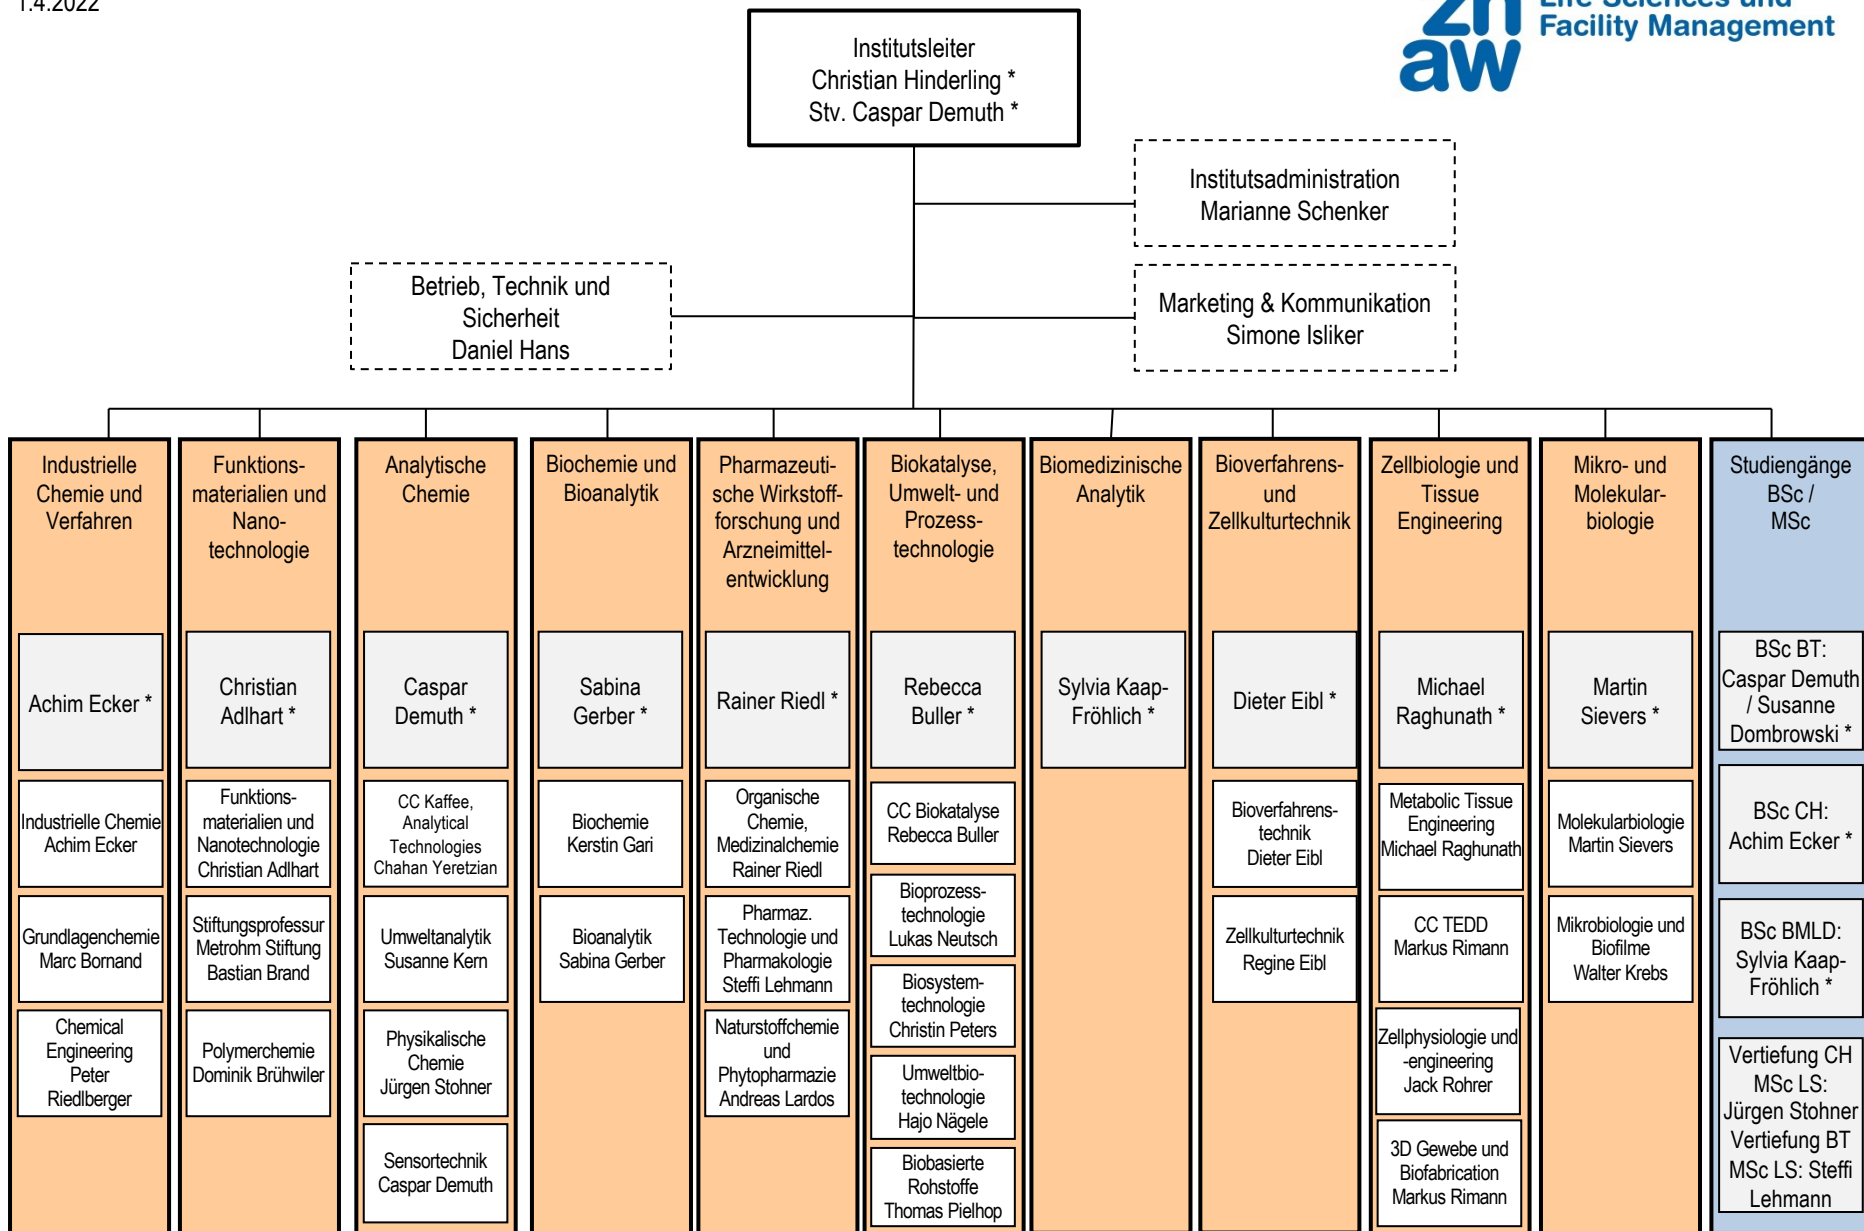 1.4.2022
Life Sciences und
Facility Management
zh
aw
Institutsleiter
Christian Hinderling *
Stv. Caspar Demuth *
Institutsadministration
Marianne Schenker
Betrieb, Technik und
Sicherheit
Daniel Hans
Marketing & Kommunikation
Simone Isliker
Industrielle
Chemie und
Verfahren
Achim Ecker *
Industrielle Chemie
Achim Ecker
Grundlagenchemie
Marc Bornand
Chemical
Engineering
Peter
Riedlberger
Funktions-
materialien und
Nano-
technologie
Christian
Adlhart *
Funktions-
materialien und
Nanotechnologie
Christian Adlhart
Stiftungsprofessur
Metrohm Stiftung
Bastian Brand
Polymerchemie
Dominik Brühwiler
Analytische
Chemie
Caspar
Demuth *
CC Kaffee,
Analytical
Technologies
Chahan Yeretzian
Umweltanalytik
Susanne Kern
Physikalische
Chemie
Jürgen Stohner
Sensortechnik
Caspar Demuth
Biochemie und
Bioanalytik
Sabina
Gerber *
Biochemie
Kerstin Gari
Bioanalytik
Sabina Gerber
Pharmazeuti-
sche Wirkstoff-
forschung und
Arzneimittel-
entwicklung
Rainer Riedl *
Organische
Chemie,
Medizinalchemie
Rainer Riedl
Pharmaz.
Technologie und
Pharmakologie
Steffi Lehmann
Naturstoffchemie
und
Phytopharmazie
Andreas Lardos
Biokatalyse,
Umwelt- und
Prozess-
technologie
Rebecca
Buller *
CC Biokatalyse
Rebecca Buller
Bioprozess-
technologie
Lukas Neutsch
Biosystem-
technologie
Christin Peters
Umweltbio-
technologie
Hajo Nägele
Biobasierte
Rohstoffe
Thomas Pielhop
Biomedizinische
Analytik
Sylvia Kaap-
Fröhlich *
Bioverfahrens-
und
Zellkulturtechnik
Dieter Eibl *
Bioverfahrens-
technik
Dieter Eibl
Zellkulturtechnik
Regine Eibl
Zellbiologie und
Tissue
Engineering
Michael
Raghunath *
Metabolic Tissue
Engineering
Michael Raghunath
CC TEDD
Markus Rimann
Zellphysiologie und
-engineering
Jack Rohrer
3D Gewebe und
Biofabrication
Markus Rimann
Mikro- und
Molekular-
biologie
Martin
Sievers *
Molekularbiologie
Martin Sievers
Mikrobiologie und
Biofilme
Walter Krebs
Studiengänge
BSc /
MSc
BSc BT:
Caspar Demuth
/ Susanne
Dombrowski *
BSc CH:
Achim Ecker *
BSc BMLD:
Sylvia Kaap-
Fröhlich *
Vertiefung CH
MSc LS:
Jürgen Stohner
Vertiefung BT
MSc LS: Steffi
Lehmann